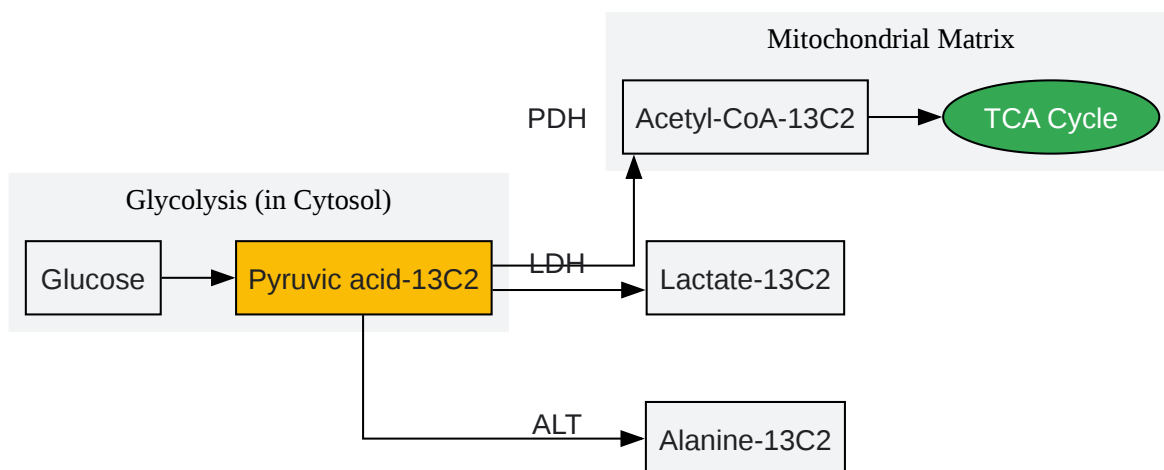 Mitochondrial Matrix
PDH
Acetyl-CoA-13C2
TCA Cycle
Glycolysis (in Cytosol)
Glucose
Pyruvic acid-13C2
LDH
Lactate-13C2
ALT
Alanine-13C2